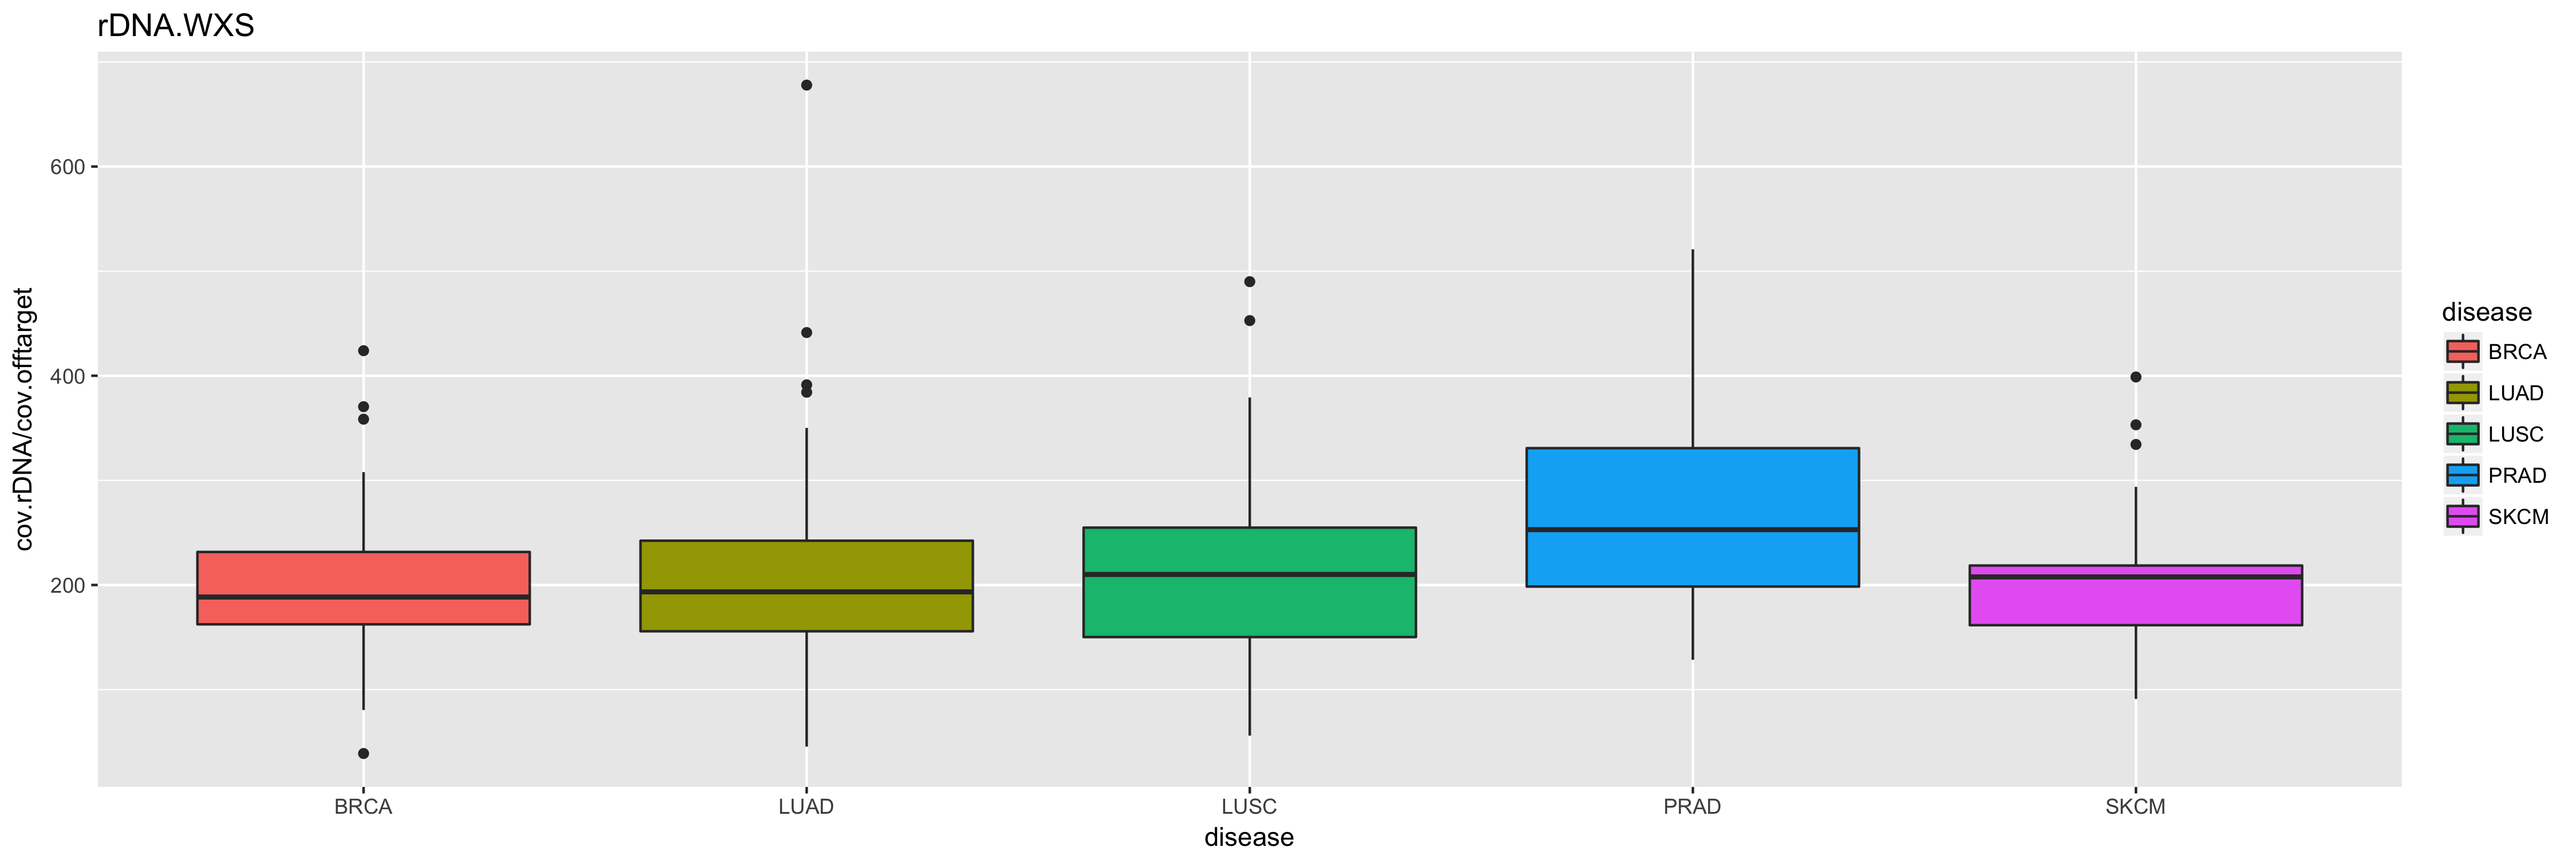 rDNA.WXS
cov.rDNA/cov.offtarget
600
400
200
BRCA LUAD LUSC PRAD SKCM
disease
disease
BRCA
LUAD
LUSC
PRAD
SKCM